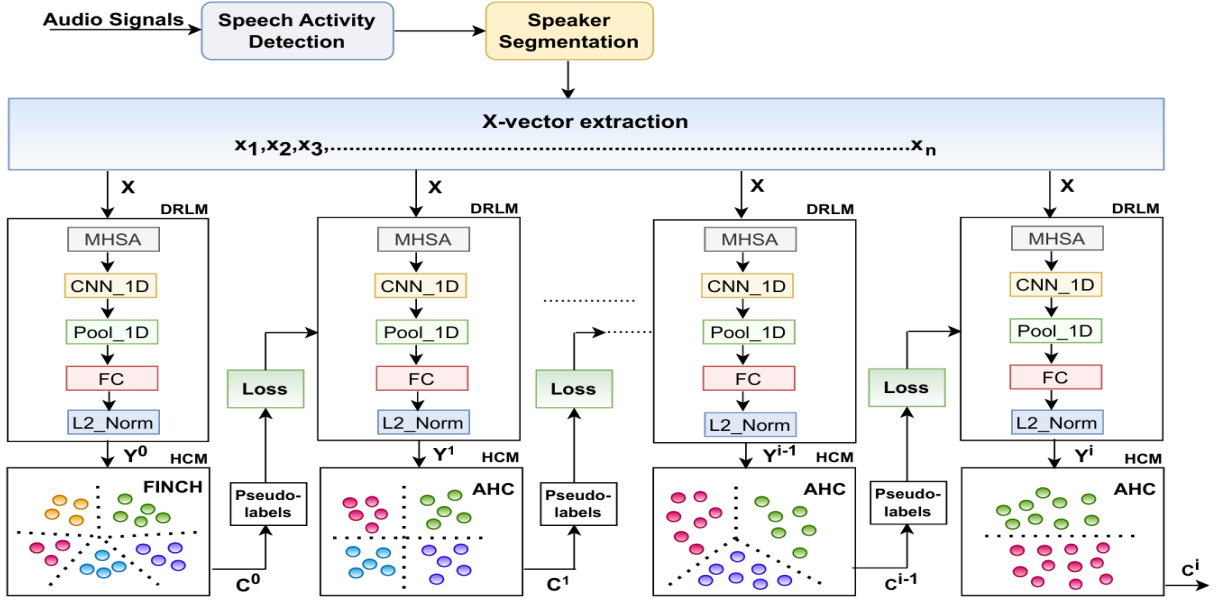 Audio Signals
Speech Activity
Detection
Speaker
Segmentation
X-vector extraction
x1,x2,x3,.......................................................................................xn
X
X
X
X
DRLM
DRLM
DRLM
DRLM
MHSA
CNN_1D
Pool_1D
FC
L2_Norm
Y⁰
HCM
FINCH
C⁰
Pseudo-
labels
Loss
MHSA
CNN_1D
Pool_1D
FC
L2_Norm
Y¹
HCM
AHC
C¹
Pseudo-
labels
Loss
MHSA
CNN_1D
Pool_1D
FC
L2_Norm
Yⁱ⁻¹
HCM
AHC
Cⁱ⁻¹
Pseudo-
labels
Loss
MHSA
CNN_1D
Pool_1D
FC
L2_Norm
Yⁱ
HCM
AHC
Cⁱ